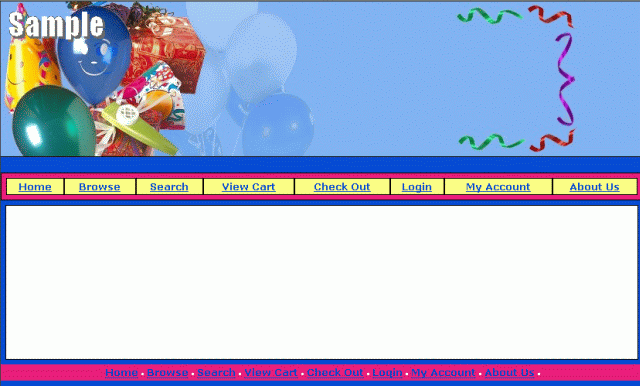 Sample
Home Browse Search View Cart Check Out Login My Account About Us
Home • Browse • Search • View Cart • Check Out • Login • My Account • About Us •